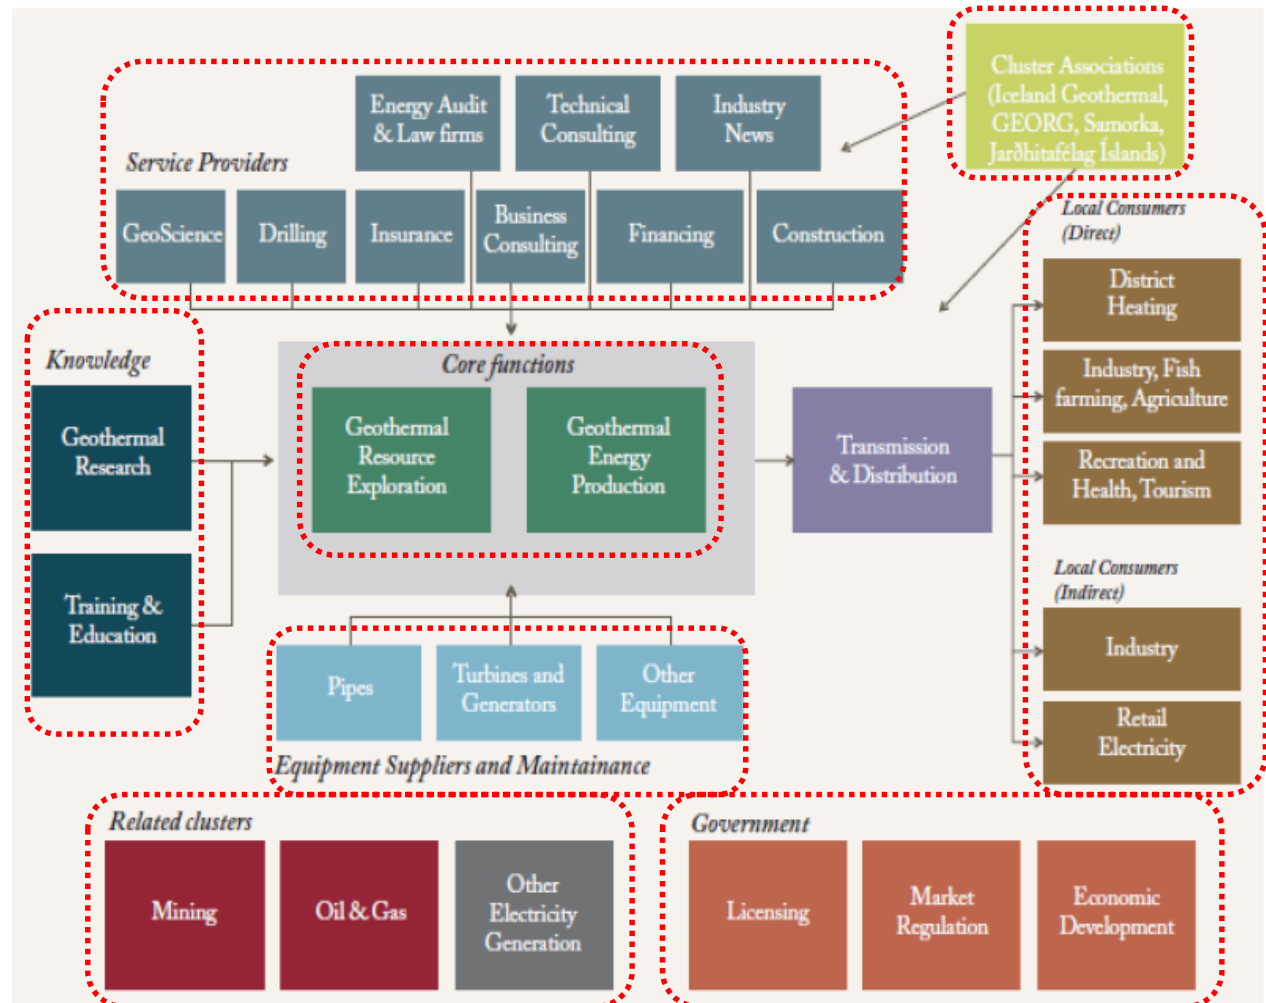 Cluster Associations
(Iceland Geothermal,
GEORG, Samorka,
Jarðhitafélag Íslands)
Energy Audit
& Law firms
Technical
Consulting
Industry
News
Service Providers
GeoScience
Drilling
Insurance
Business
Consulting
Financing
Construction
Local Consumers
(Direct)
District
Heating
Industry, Fish
farming, Agriculture
Recreation and
Health, Tourism
Knowledge
Geothermal
Research
Training &
Education
Core functions
Geothermal
Resource
Exploration
Geothermal
Energy
Production
Transmission
& Distribution
Local Consumers
(Indirect)
Industry
Retail
Electricity
Pipes
Turbines and
Generators
Other
Equipment
Equipment Suppliers and Maintainance
Related clusters
Mining
Oil & Gas
Other
Electricity
Generation
Government
Licensing
Market
Regulation
Economic
Development